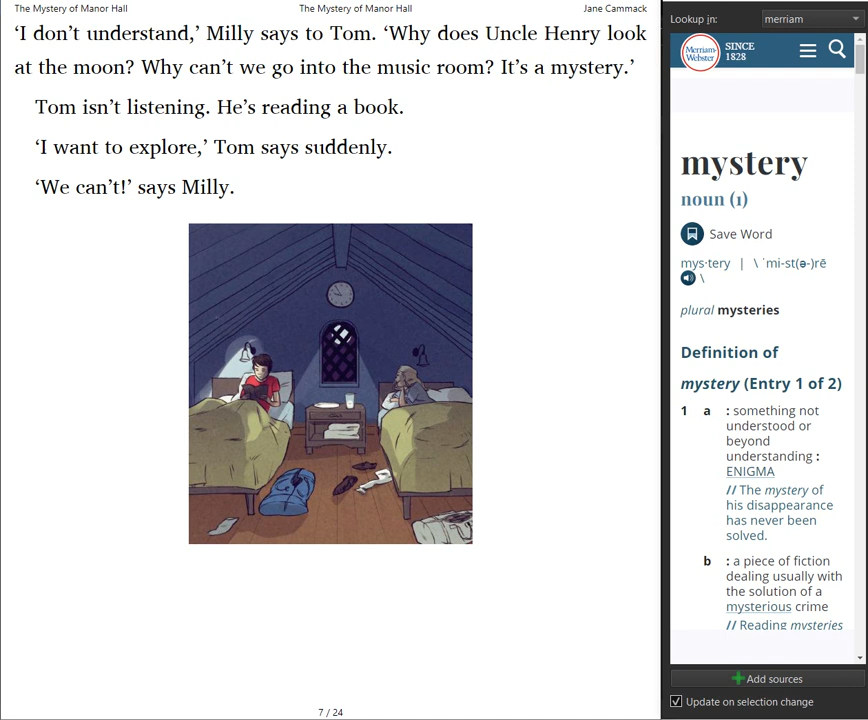 The Mystery of Manor Hall
The Mystery of Manor Hall
Jane Cammack
‘I don’t understand,’ Milly says to Tom. ‘Why does Uncle Henry look
at the moon? Why can’t we go into the music room? It’s a mystery.’
Tom isn’t listening. He’s reading a book.
‘I want to explore,’ Tom says suddenly.
‘We can’t!’ says Milly.
7 / 24
Lookup in:
merriam
Merriam-
Webster
SINCE
1828
mystery
noun (1)
Save Word
mys·​tery | \ ˈmi-st(ə-)rē
\
plural mysteries
Definition of
mystery (Entry 1 of 2)
1 a : something not
understood or
beyond
understanding :
ENIGMA
// The mystery of
his disappearance
has never been
solved.
b : a piece of fiction
dealing usually with
the solution of a
mysterious crime
// Reading mysteries
Add sources
Update on selection change